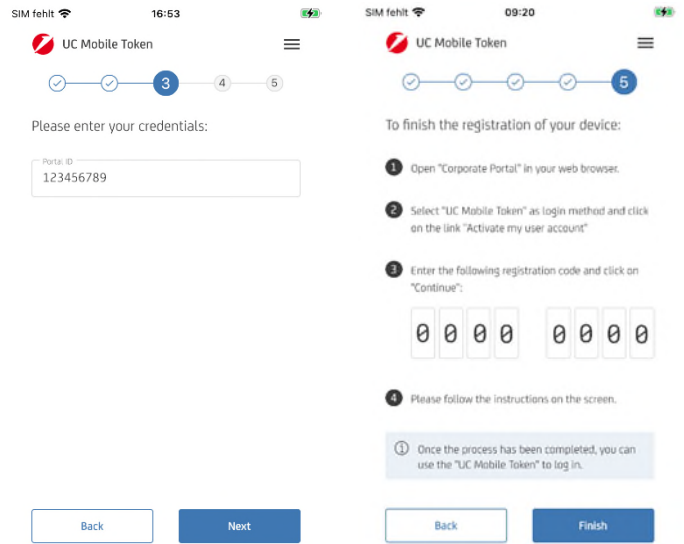 SIM fehlt 16:53
UC Mobile Token
3 4 5
Please enter your credentials:
Portal ID
123456789
Back Next
SIM fehlt 09:20
UC Mobile Token
5
To finish the registration of your device:
1 Open "Corporate Portal" in your web browser.
2 Select "UC Mobile Token" as login method and click
on the link "Activate my user account"
3 Enter the following registration code and click on
"Continue":
0 0 0 0 0 0 0 0
4 Please follow the instructions on the screen.
Once the process has been completed, you can
use the "UC Mobile Token" to log in.
Back Finish